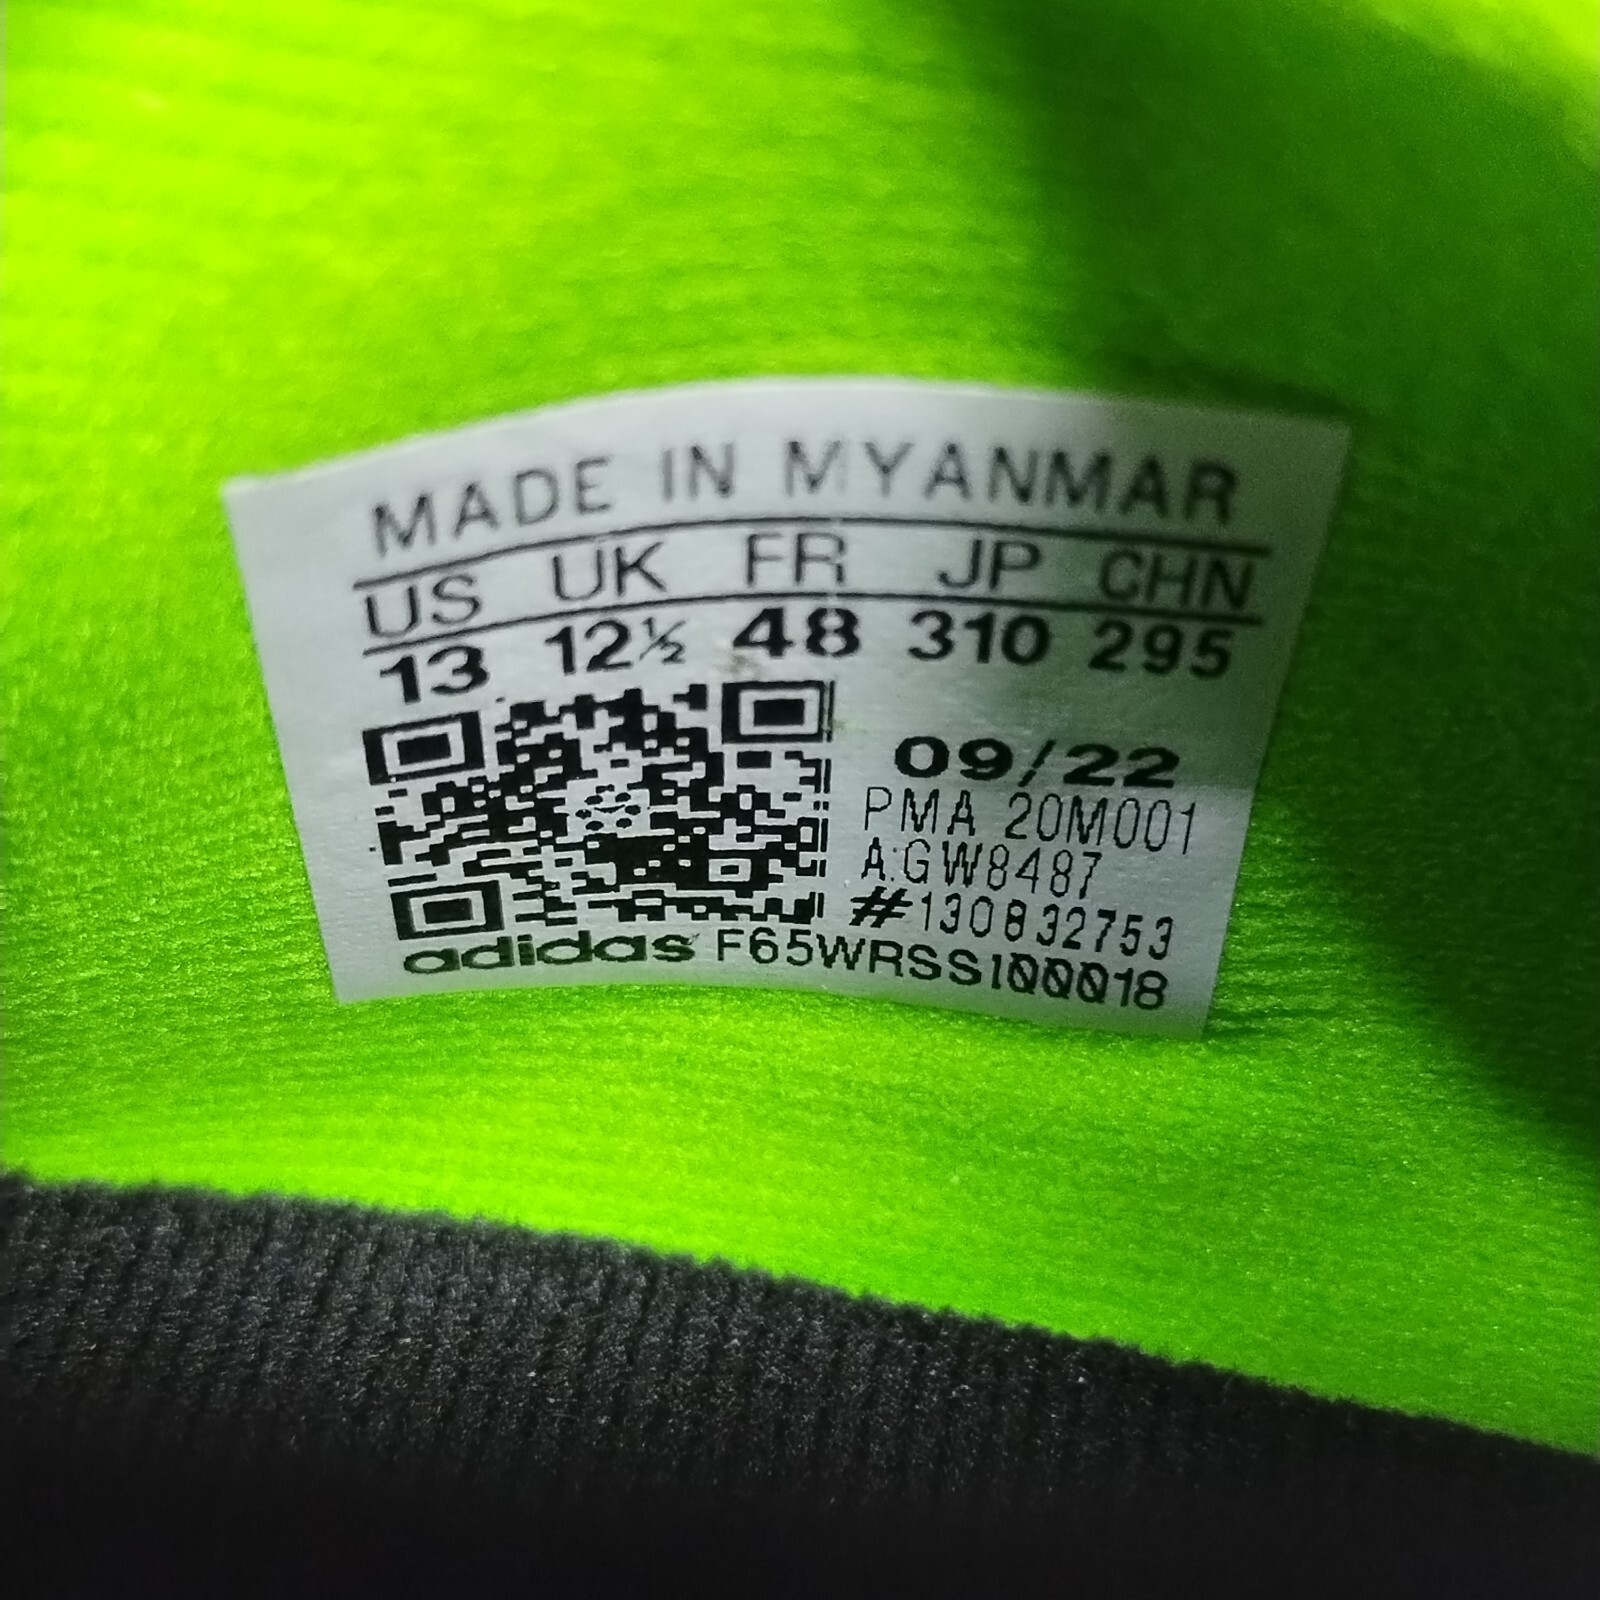 MADE IN MYANMAR
US UK FR JP CHN
13 12½ 48 310 295
09/22
PMA 20M001
A:GW8487
#130832753
adidas F65WRSS100018